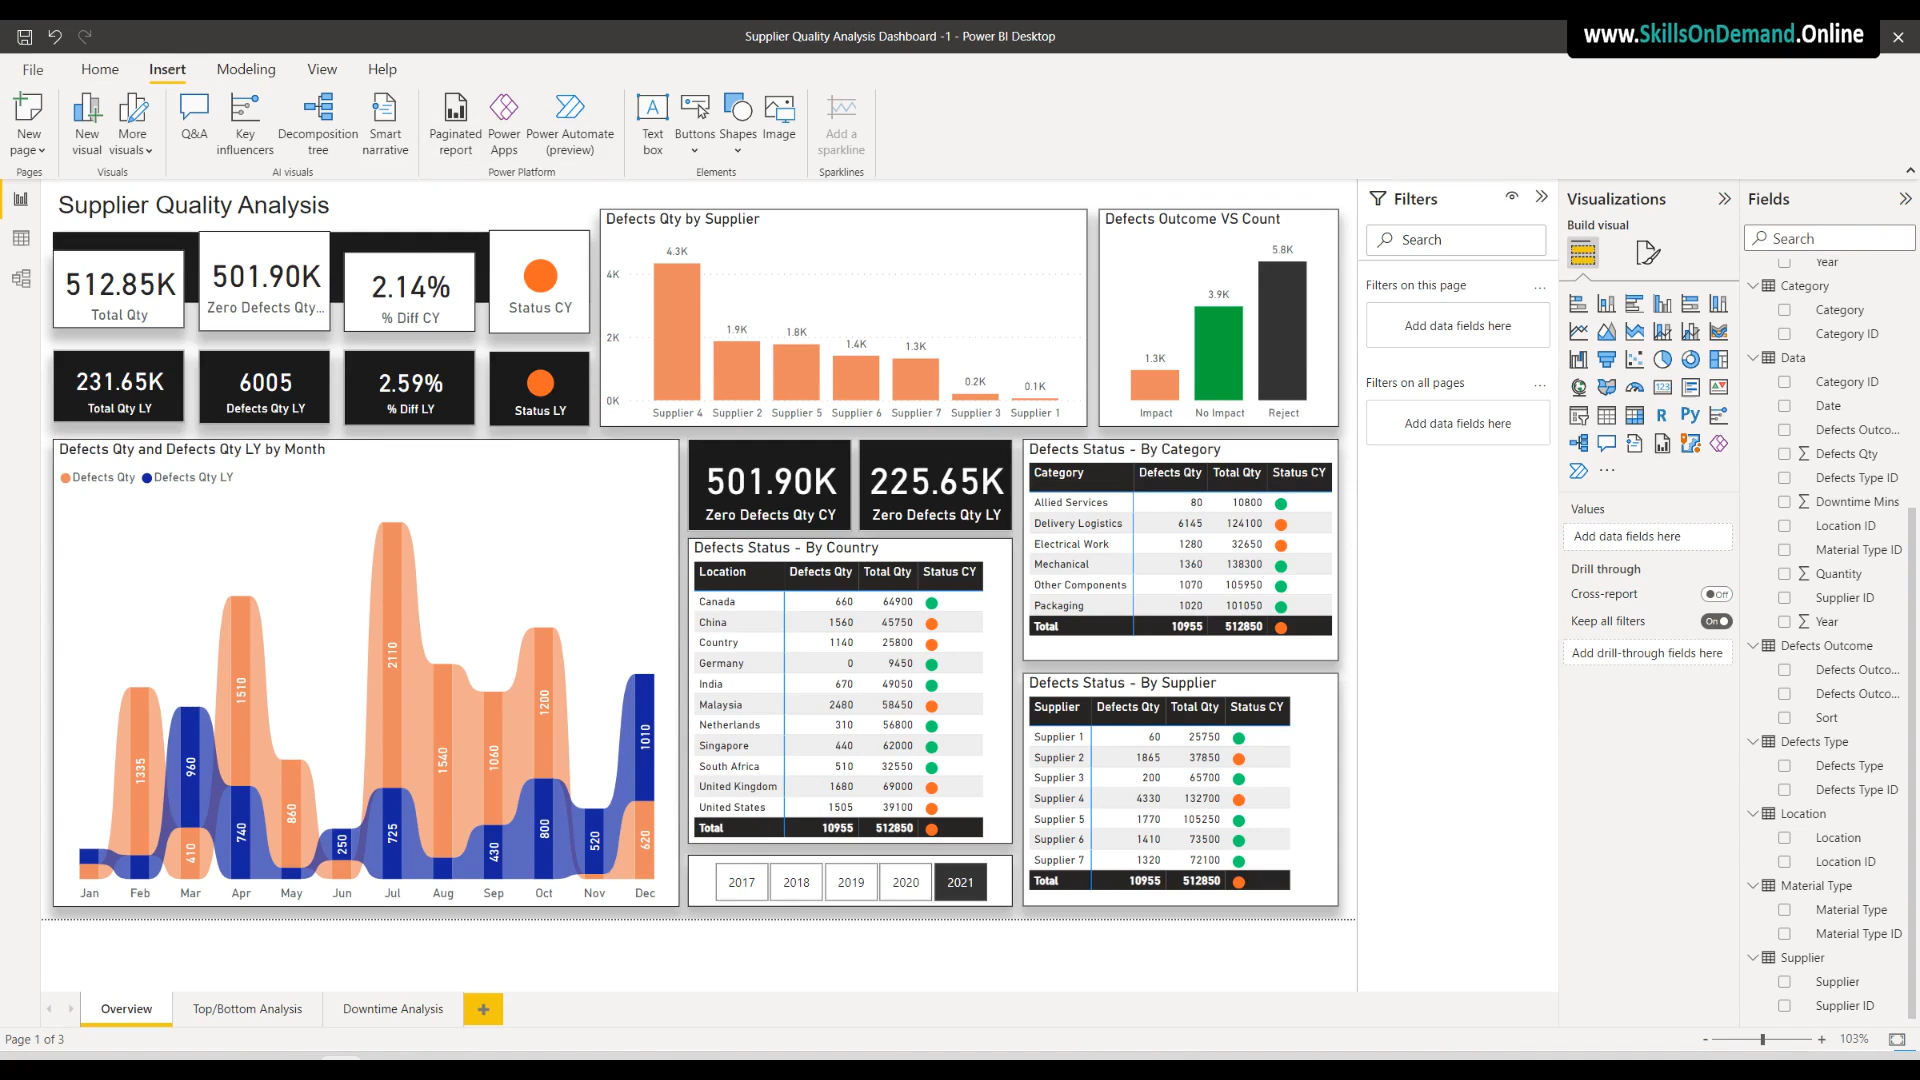 Supplier Quality Analysis Dashboard -1 - Power BI Desktop
www.SkillsOnDemand.Online
File Home Insert Modeling View Help
New page
New visual
More visuals
Q&A
Key influencers
Decomposition tree
Smart narrative
Paginated report
Power Apps
Power Automate (preview)
Text box
Buttons
Shapes
Image
Add a sparkline
Pages Visuals AI visuals Power Platform Elements Sparklines
Supplier Quality Analysis
512.85K
Total Qty
501.90K
Zero Defects Qty...
2.14%
% Diff CY
Status CY
231.65K
Total Qty LY
6005
Defects Qty LY
2.59%
% Diff LY
Status LY
Defects Qty by Supplier
4K
2K
0K
4.3K 1.9K 1.8K 1.4K 1.3K 0.2K 0.1K
Supplier 4 Supplier 2 Supplier 5 Supplier 6 Supplier 7 Supplier 3 Supplier 1
Defects Outcome VS Count
1.3K 3.9K 5.8K
Impact No Impact Reject
Defects Qty and Defects Qty LY by Month
Defects Qty Defects Qty LY
1335
960
410
1510
740
860
250
2110
725
1540
1060
430
1200
800
520
1010
620
Jan Feb Mar Apr May Jun Jul Aug Sep Oct Nov Dec
501.90K
Zero Defects Qty CY
225.65K
Zero Defects Qty LY
Defects Status - By Country
Location Defects Qty Total Qty Status CY
Canada 660 64900
China 1560 45750
Country 1140 25800
Germany 0 9450
India 670 49050
Malaysia 2480 58450
Netherlands 310 56800
Singapore 440 62000
South Africa 510 32550
United Kingdom 1680 69000
United States 1505 39100
Total 10955 512850
2017 2018 2019 2020 2021
Defects Status - By Category
Category Defects Qty Total Qty Status CY
Allied Services 80 10800
Delivery Logistics 6145 124100
Electrical Work 1280 32650
Mechanical 1360 138300
Other Components 1070 105950
Packaging 1020 101050
Total 10955 512850
Defects Status - By Supplier
Supplier Defects Qty Total Qty Status CY
Supplier 1 60 25750
Supplier 2 1865 37850
Supplier 3 200 65700
Supplier 4 4330 132700
Supplier 5 1770 105250
Supplier 6 1410 73500
Supplier 7 1320 72100
Total 10955 512850
Filters
Search
Filters on this page ...
Add data fields here
Filters on all pages ...
Add data fields here
Visualizations
Build visual
123
R
Py
...
Values
Add data fields here
Drill through
Cross-report Off
Keep all filters On
Add drill-through fields here
Fields
Search
Year
Category
Category
Category ID
Data
Category ID
Date
Defects Outco...
Defects Qty
Defects Type ID
Downtime Mins
Location ID
Material Type ID
Quantity
Supplier ID
Year
Defects Outcome
Defects Outco...
Defects Outco...
Sort
Defects Type
Defects Type
Defects Type ID
Location
Location
Location ID
Material Type
Material Type
Material Type ID
Supplier
Supplier
Supplier ID
Overview Top/Bottom Analysis Downtime Analysis +
Page 1 of 3
- + 103%